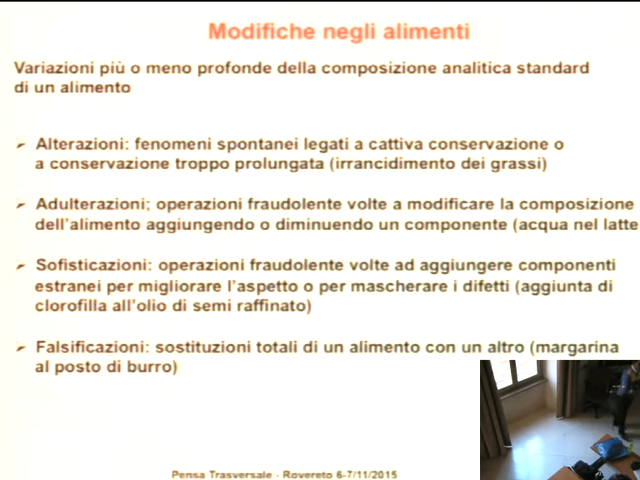 Modifiche negli alimenti
Variazioni più o meno profonde della composizione analitica standard
di un alimento
Alterazioni: fenomeni spontanei legati a cattiva conservazione o
a conservazione troppo prolungata (irrancidimento dei grassi)
Adulterazioni; operazioni fraudolente volte a modificare la composizione
dell'alimento aggiungendo o diminuendo un componente (acqua nel latte
Sofisticazioni: operazioni fraudolente volte ad aggiungere componenti
estranei per migliorare l'aspetto o per mascherare i difetti (aggiunta di
clorofilla all'olio di semi raffinato)
Falsificazioni: sostituzioni totali di un alimento con un altro (margarina
al posto di burro)
Pensa Trasversale - Rovereto 6-7/11/2015